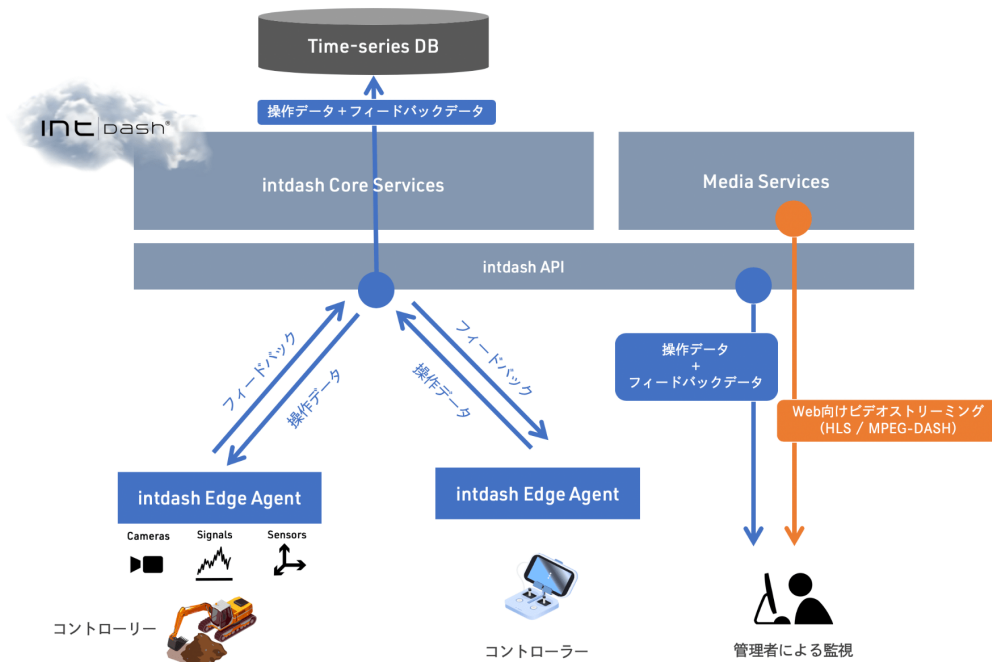 Time-series DB
操作データ+フィードバックデータ
int dash®
intdash Core Services
Media Services
intdash API
フィードバック
操作データ
フィードバック
操作データ
操作データ
+
フィードバックデータ
Web向けビデオストリーミング
(HLS / MPEG-DASH)
intdash Edge Agent
intdash Edge Agent
Cameras
Signals
Sensors
コントローリー
コントローラー
管理者による監視